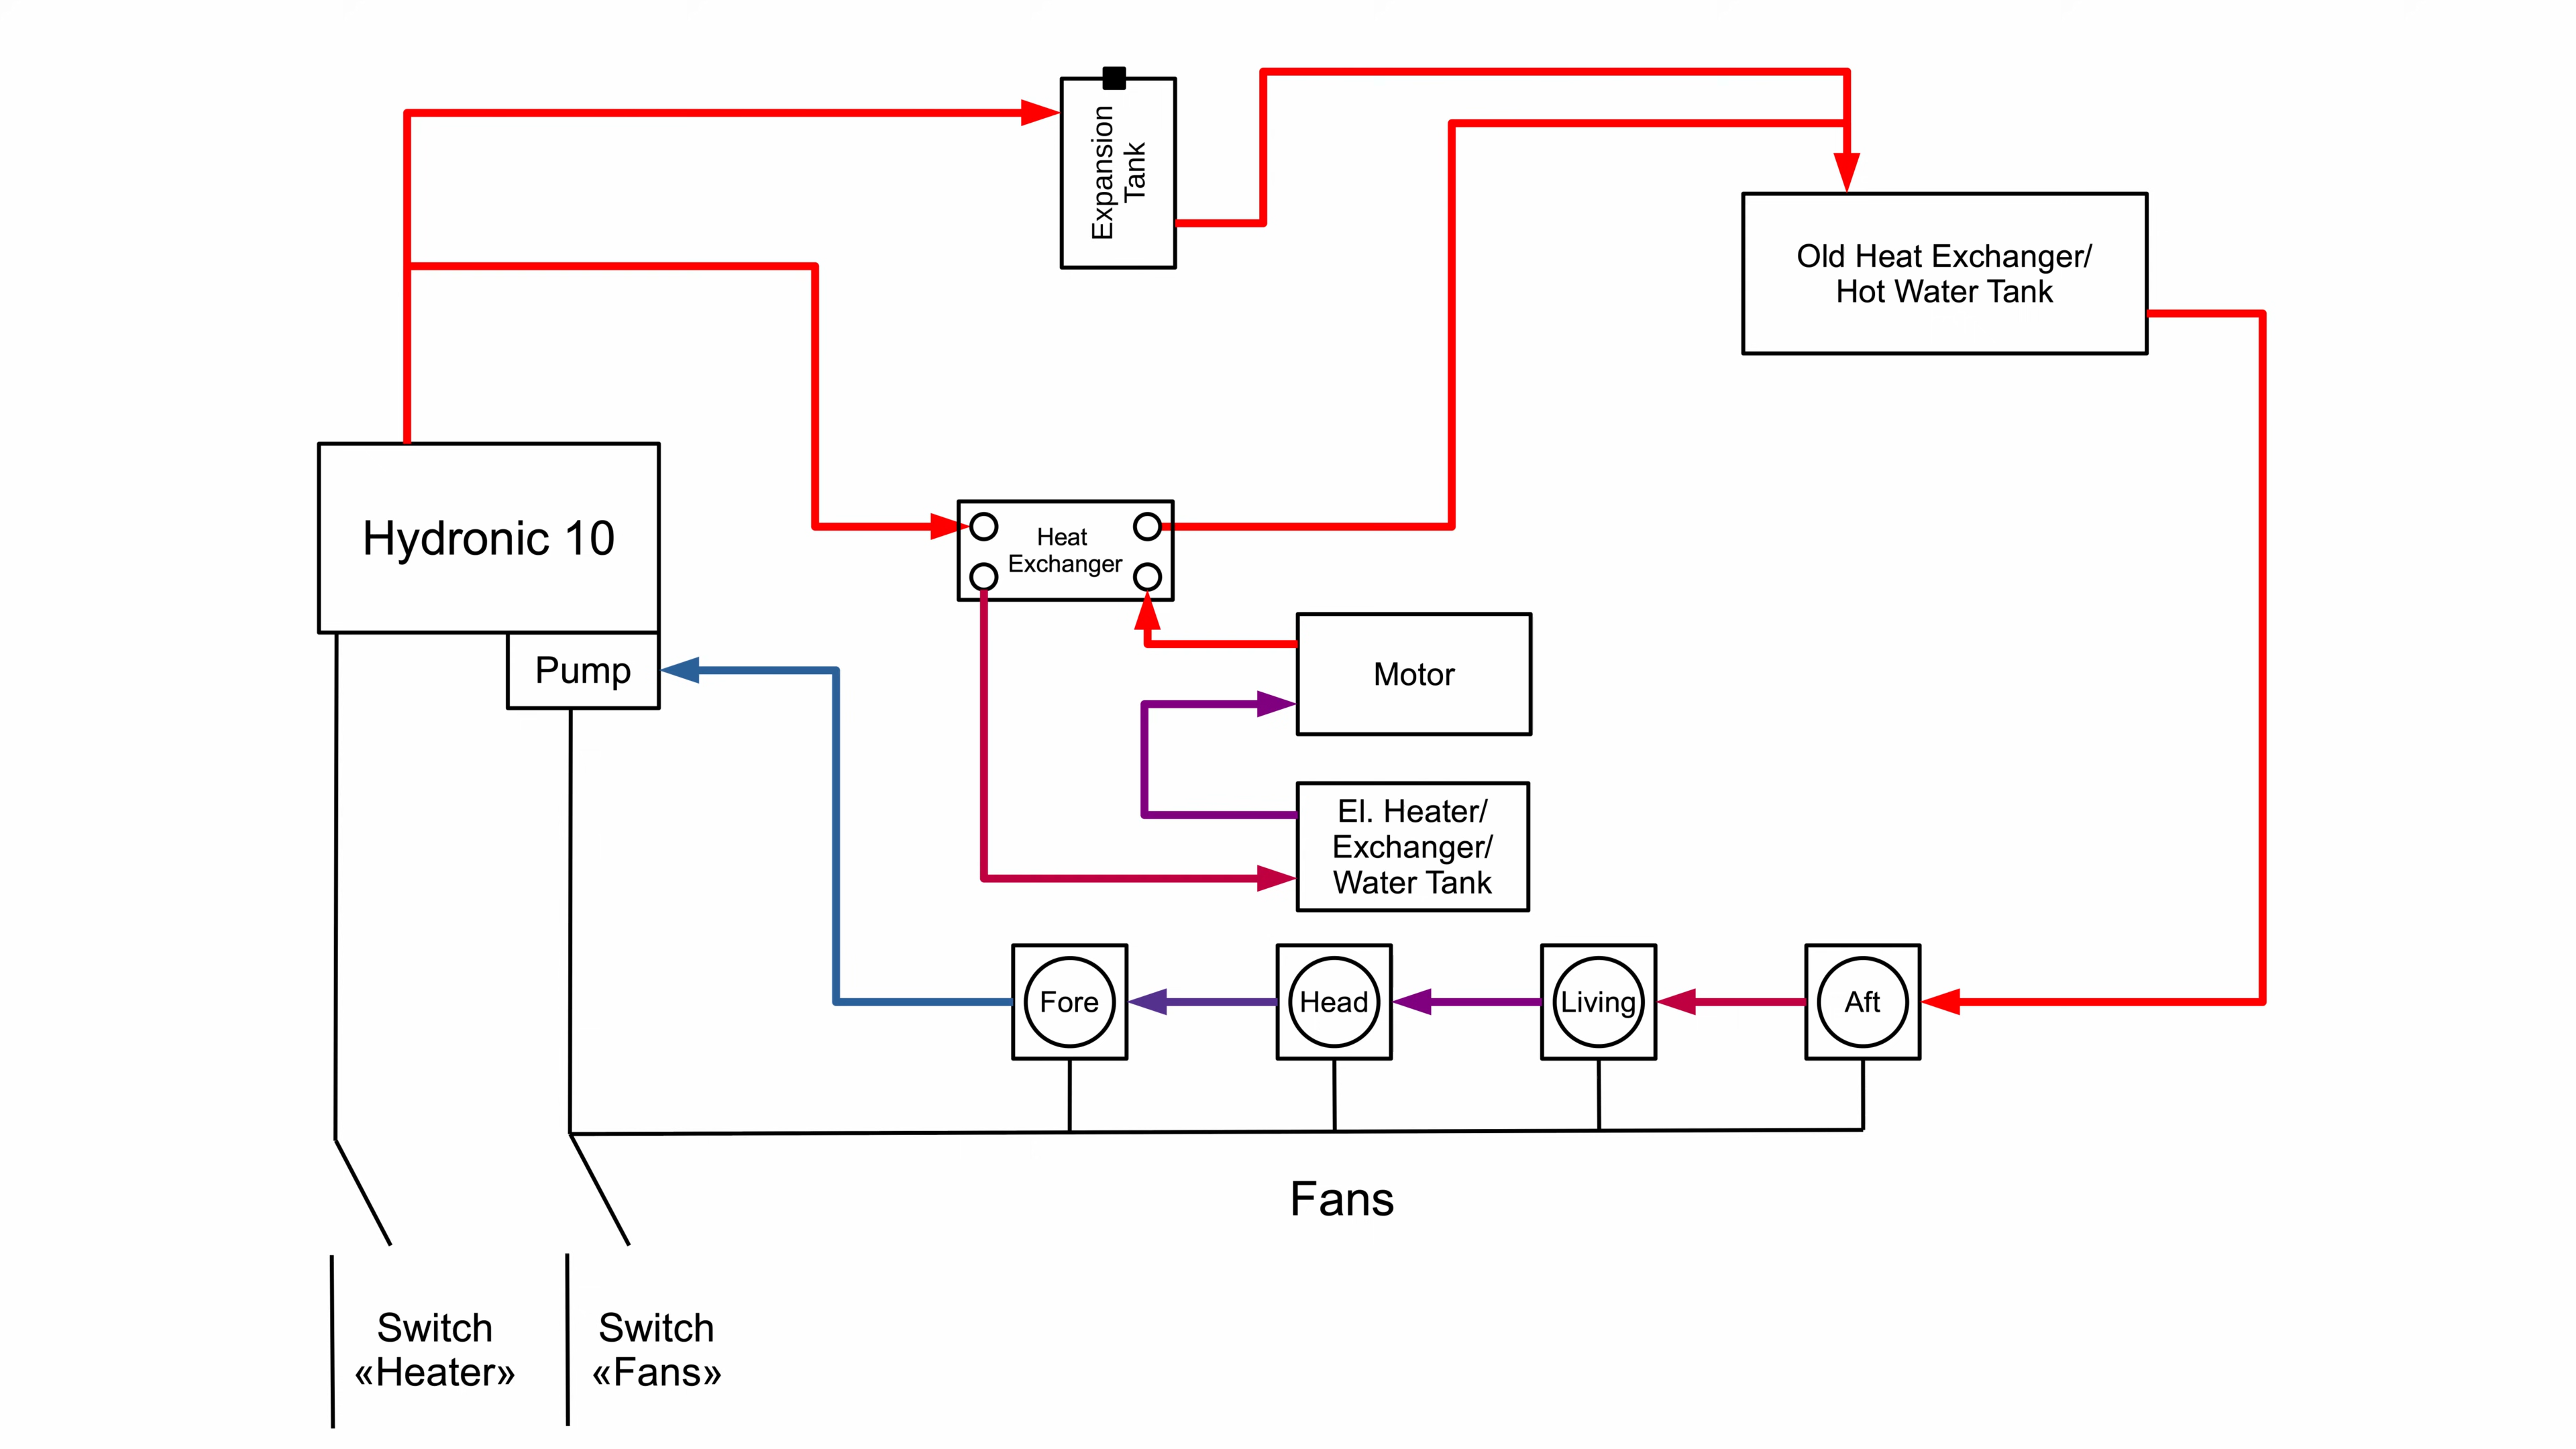 Expansion
Tank
Old Heat Exchanger/
Hot Water Tank
Hydronic 10
Heat
Exchanger
Pump
Motor
El. Heater/
Exchanger/
Water Tank
Fore
Head
Living
Aft
Fans
Switch
«Heater»
Switch
«Fans»